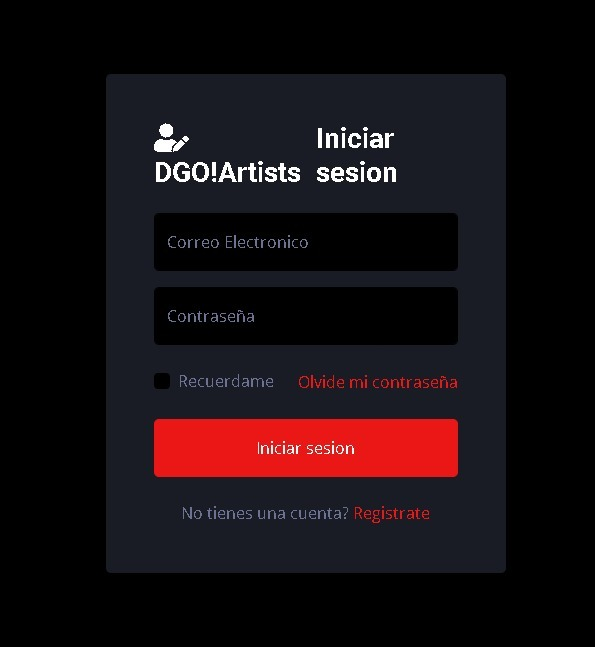 DGO!Artists
Iniciar
sesion
Correo Electronico
Contraseña
Recuerdame
Olvide mi contraseña
Iniciar sesion
No tienes una cuenta? Registrate